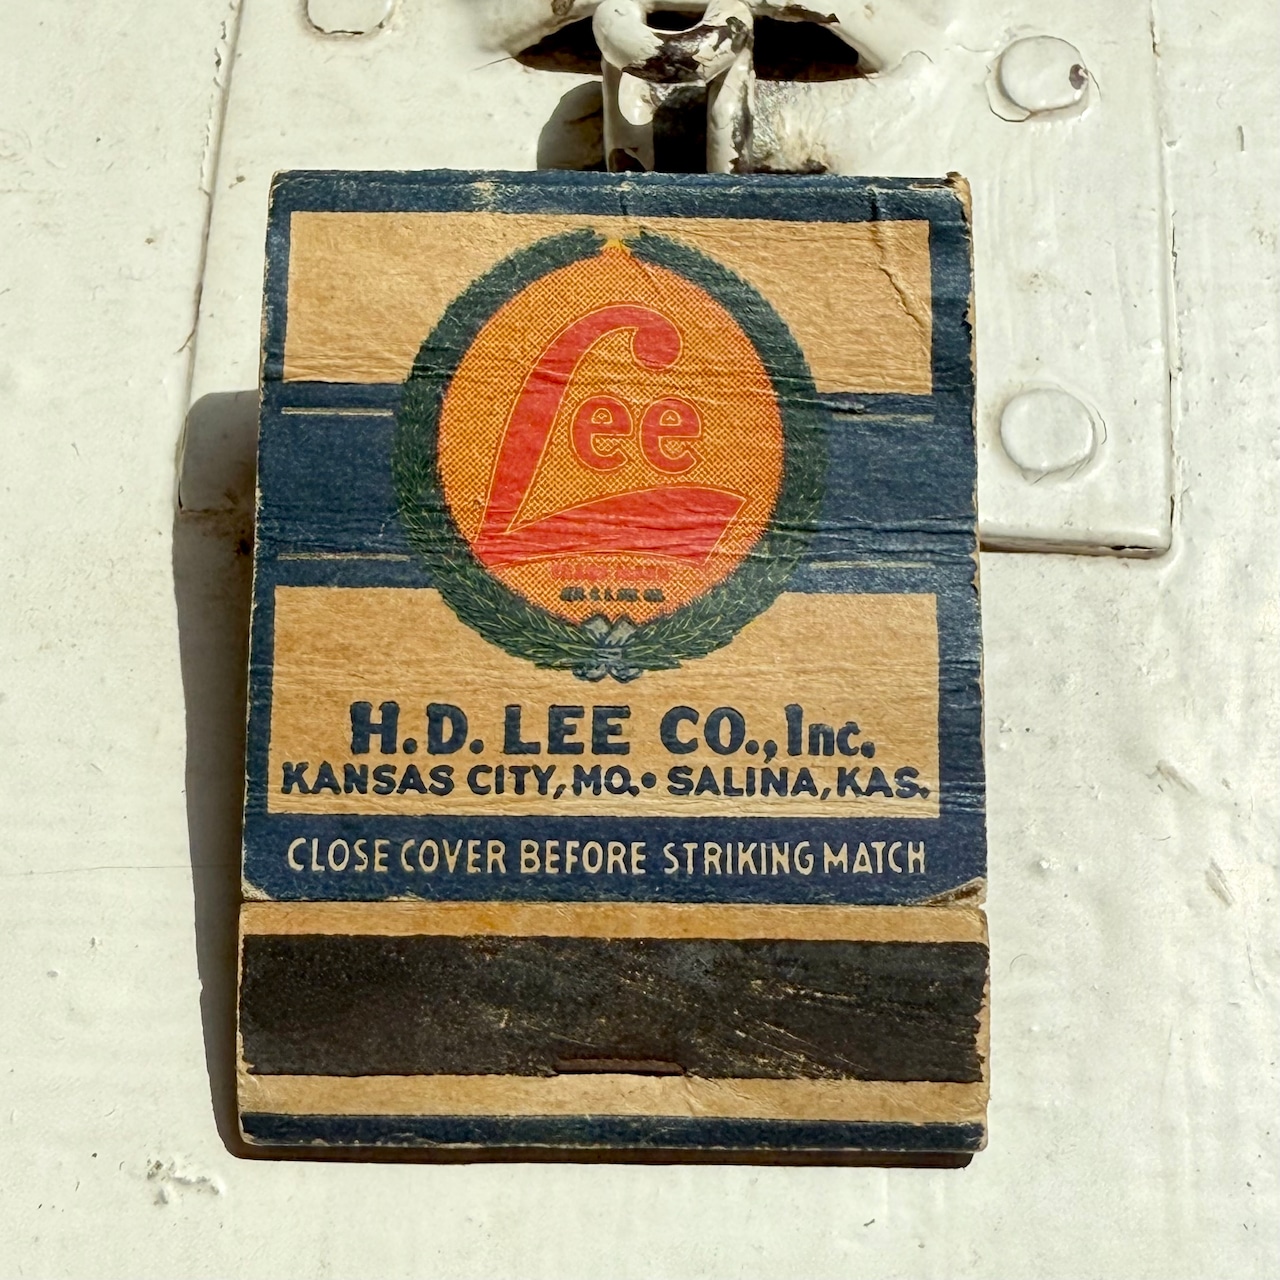 Lee
H.D. LEE CO., Inc.
KANSAS CITY, MO. • SALINA, KAS.
CLOSE COVER BEFORE STRIKING MATCH